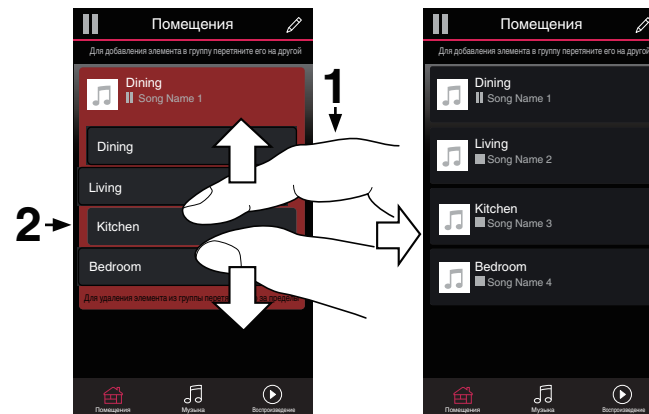 Помещения
Для добавления элемента в группу перетяните его на другой
Dining
Song Name 1
Dining
Living
Kitchen
Bedroom
Для удаления элемента из группы за пределы
Помещения
Музыка
Воспроизведение
1
2
Помещения
Для добавления элемента в группу перетяните его на другой
Dining
Song Name 1
Living
Song Name 2
Kitchen
Song Name 3
Bedroom
Song Name 4
Помещения
Музыка
Воспроизведение